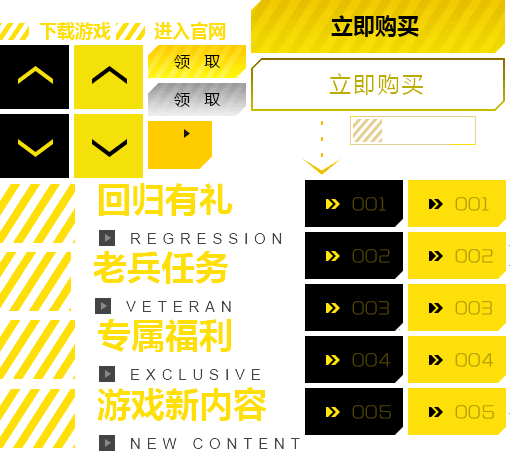 下载游戏 进入官网
立即购买
领 取
立即购买
领 取
回归有礼
REGRESSION
老兵任务
VETERAN
专属福利
EXCLUSIVE
游戏新内容
NEW CONTENT
001 001
002 002
003 003
004 004
005 005